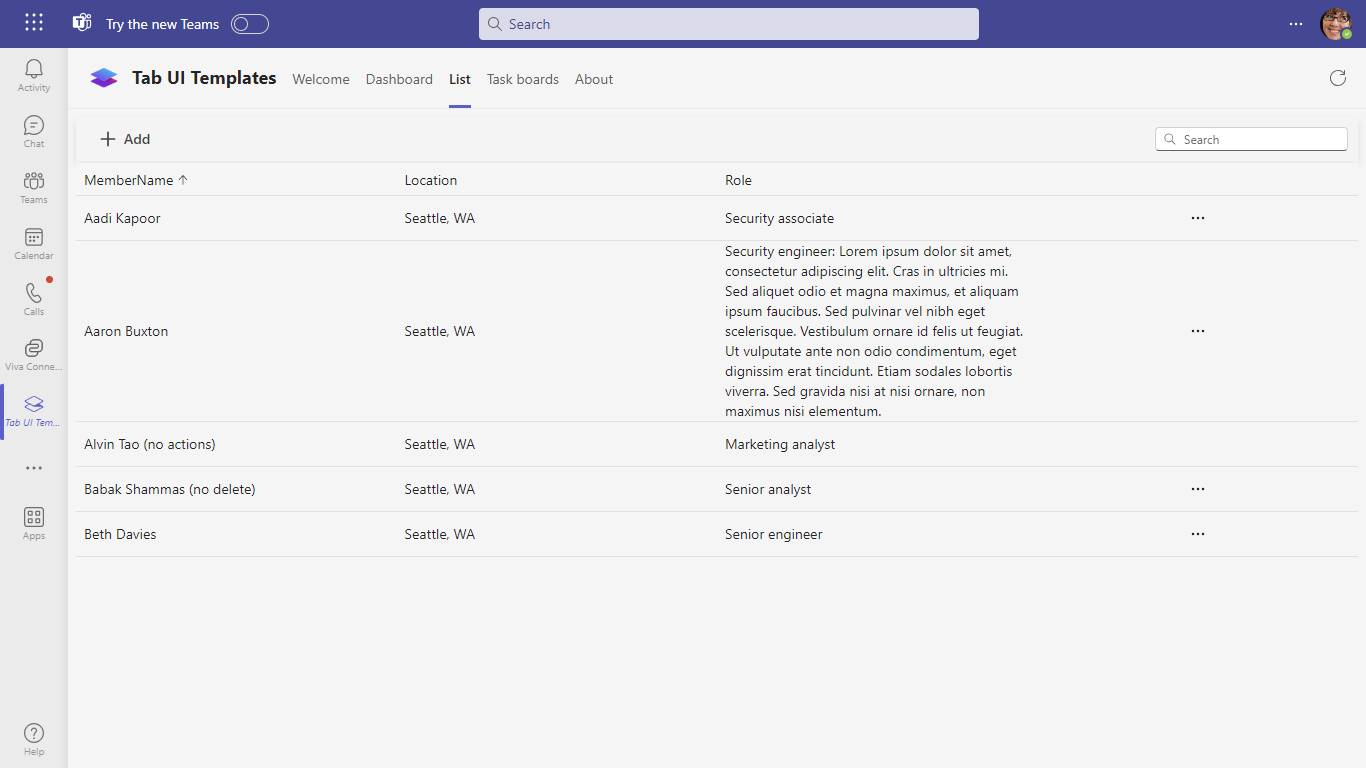 Try the new Teams
Search
Activity
Chat
Teams
Calendar
Calls
Viva Conne...
Tab UI Tem...
Apps
Help
Tab UI Templates Welcome Dashboard List Task boards About
Add
Search
MemberName Location Role
Aadi Kapoor Seattle, WA Security associate
Aaron Buxton Seattle, WA
Security engineer: Lorem ipsum dolor sit amet,
consectetur adipiscing elit. Cras in ultricies mi.
Sed aliquet odio et magna maximus, et aliquam
ipsum faucibus. Sed pulvinar vel nibh eget
scelerisque. Vestibulum ornare id felis ut feugiat.
Ut vulputate ante non odio condimentum, eget
dignissim erat tincidunt. Etiam sodales lobortis
viverra. Sed gravida nisi at nisi ornare, non
maximus nisi elementum.
Alvin Tao (no actions) Seattle, WA Marketing analyst
Babak Shammas (no delete) Seattle, WA Senior analyst
Beth Davies Seattle, WA Senior engineer